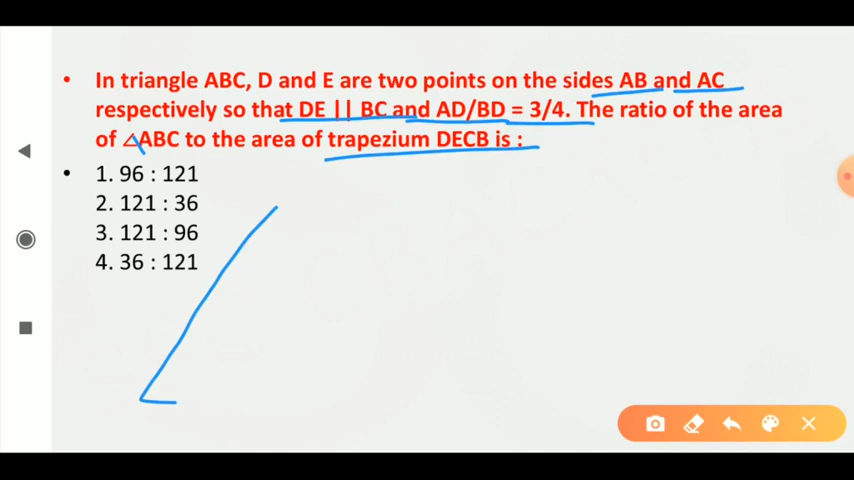 • In triangle ABC, D and E are two points on the sides AB and AC
respectively so that DE || BC and AD/BD = 3/4. The ratio of the area
of ∠ABC to the area of trapezium DECB is :
• 1. 96 : 121
2. 121 : 36
3. 121 : 96
4. 36 : 121